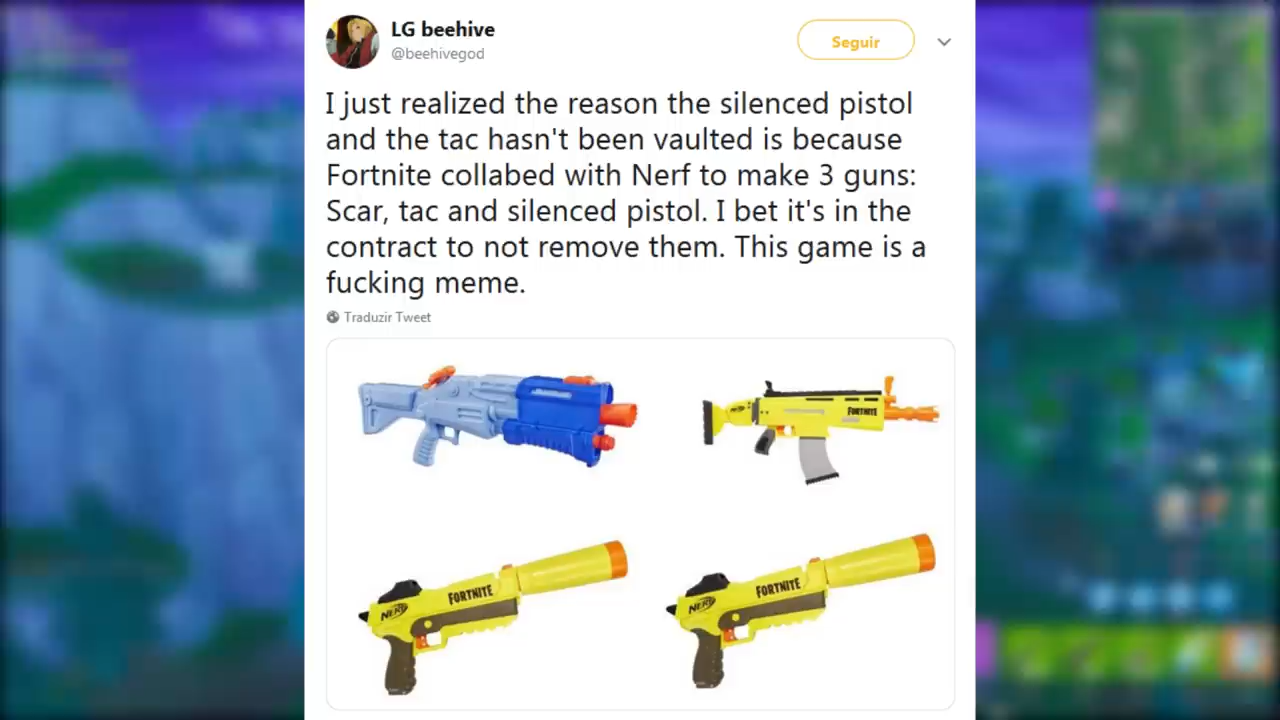 LG beehive
@beehivegod
Seguir
I just realized the reason the silenced pistol
and the tac hasn't been vaulted is because
Fortnite collabed with Nerf to make 3 guns:
Scar, tac and silenced pistol. I bet it's in the
contract to not remove them. This game is a
fucking meme.
Traduzir Tweet
NERF
FORTNITE
NERF
FORTNITE
NERF
FORTNITE